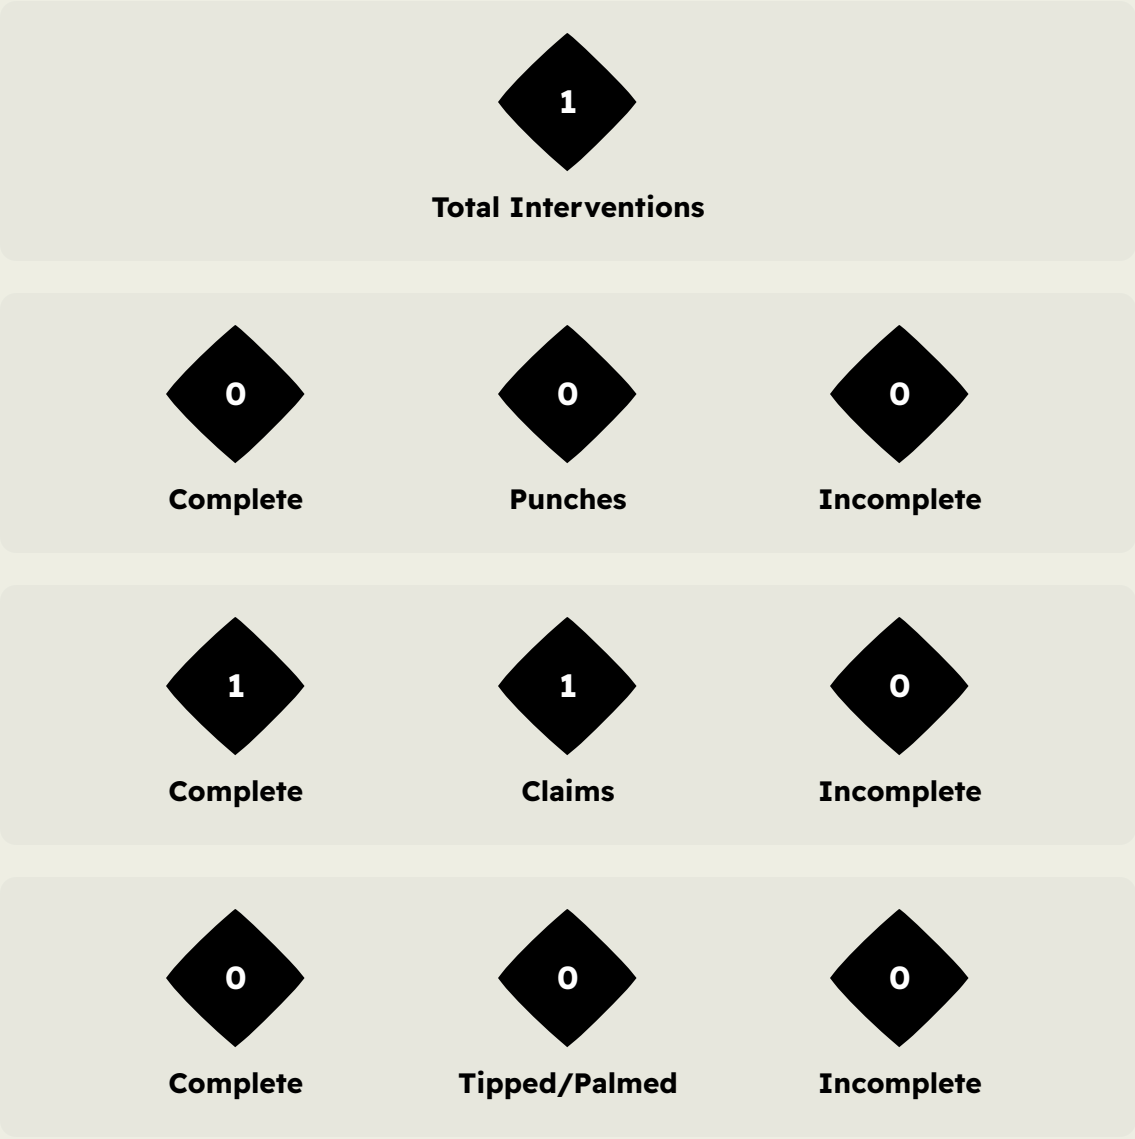 1
Total Interventions
0 0 0
Complete Punches Incomplete
1 1 0
Complete Claims Incomplete
0 0 0
Complete Tipped/Palmed Incomplete